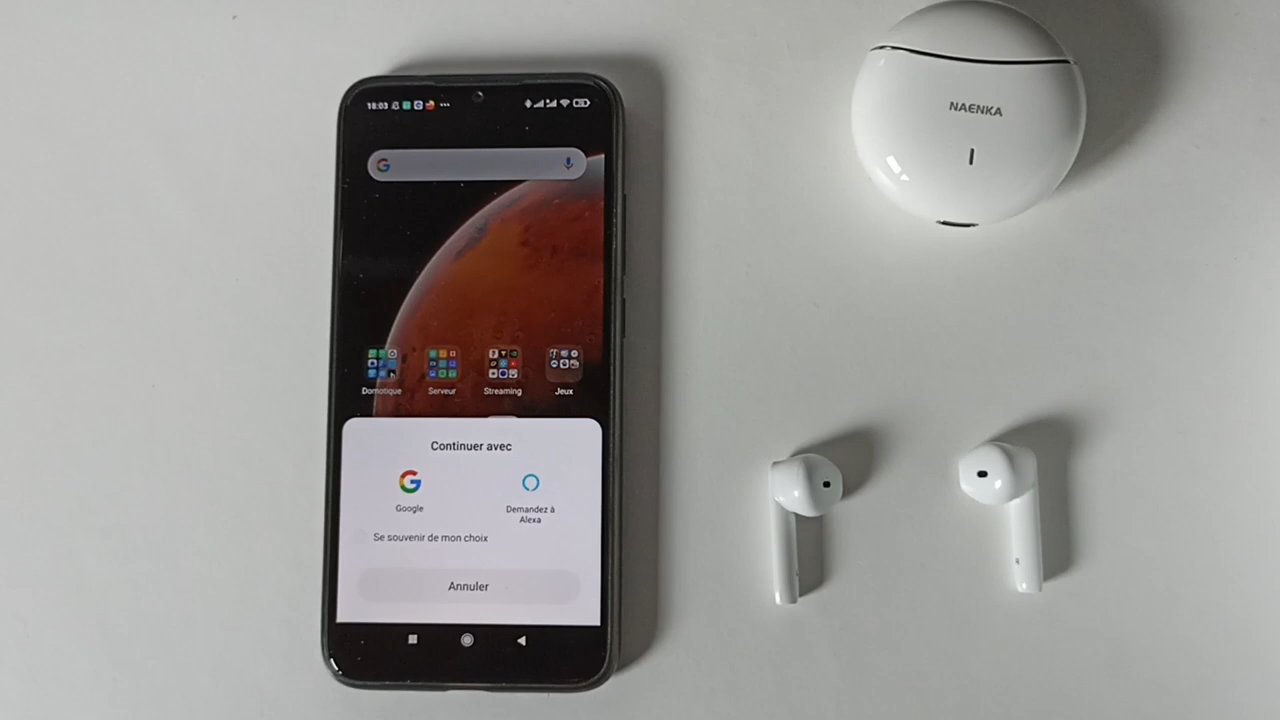 18:03
Domotique
Serveur
Streaming
Jeux
Continuer avec
Google
Demandez à
Alexa
Se souvenir de mon choix
Annuler
NAENKA